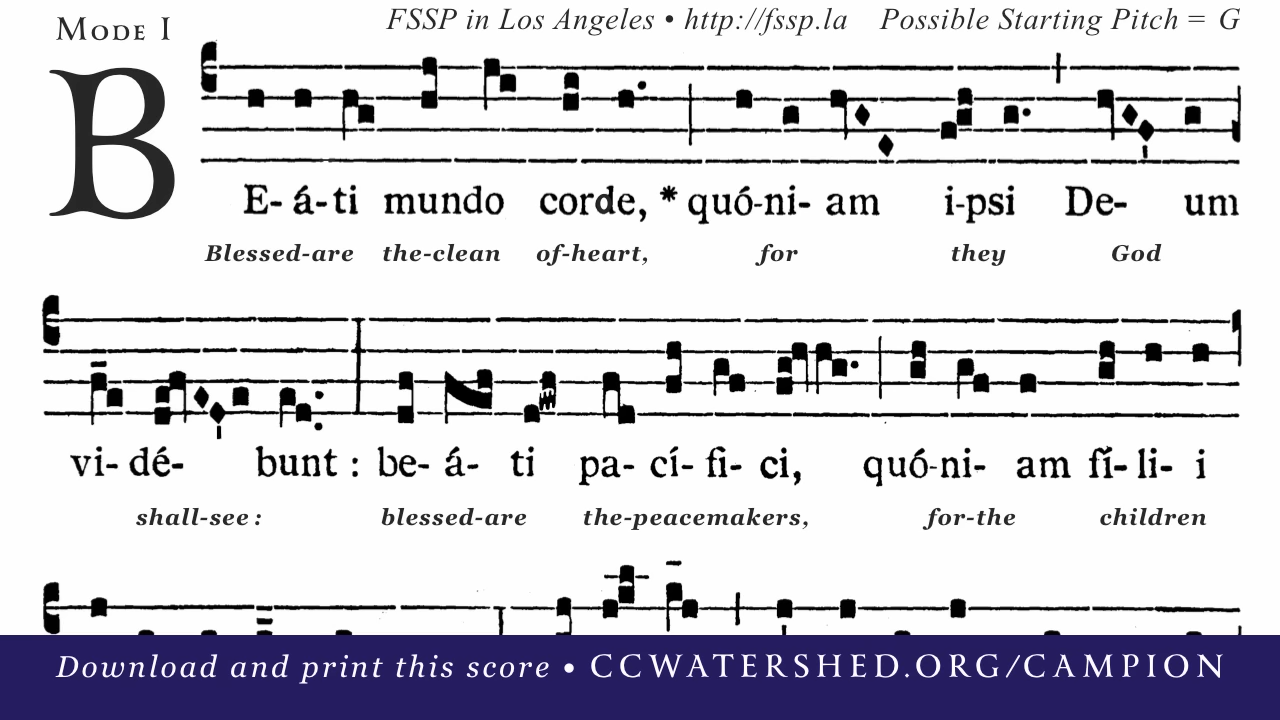 FSSP in Los Angeles • http://fssp.la Possible Starting Pitch = G
Mode I
B
E- á-ti mundo corde, * quó-ni- am i-psi De- um
Blessed-are the-clean of-heart, for they God
vi- dé- bunt : be- á- ti pa- cí- fi- ci, quó-ni- am fí- li- i
shall-see : blessed-are the-peacemakers, for-the children
Download and print this score • CCWATERSHED.ORG/CAMPION